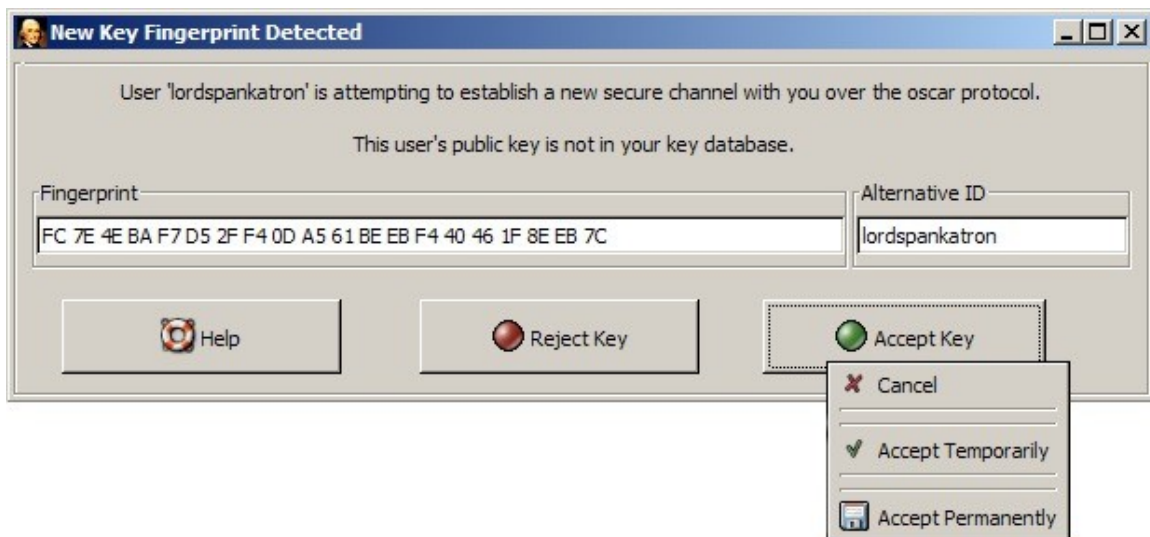 New Key Fingerprint Detected
User 'lordspankatron' is attempting to establish a new secure channel with you over the oscar protocol.
This user's public key is not in your key database.
Fingerprint
Alternative ID
FC 7E 4E BA F7 D5 2F F4 0D A5 61 BE EB F4 40 46 1F 8E EB 7C
lordspankatron
Help
Reject Key
Accept Key
Cancel
Accept Temporarily
Accept Permanently